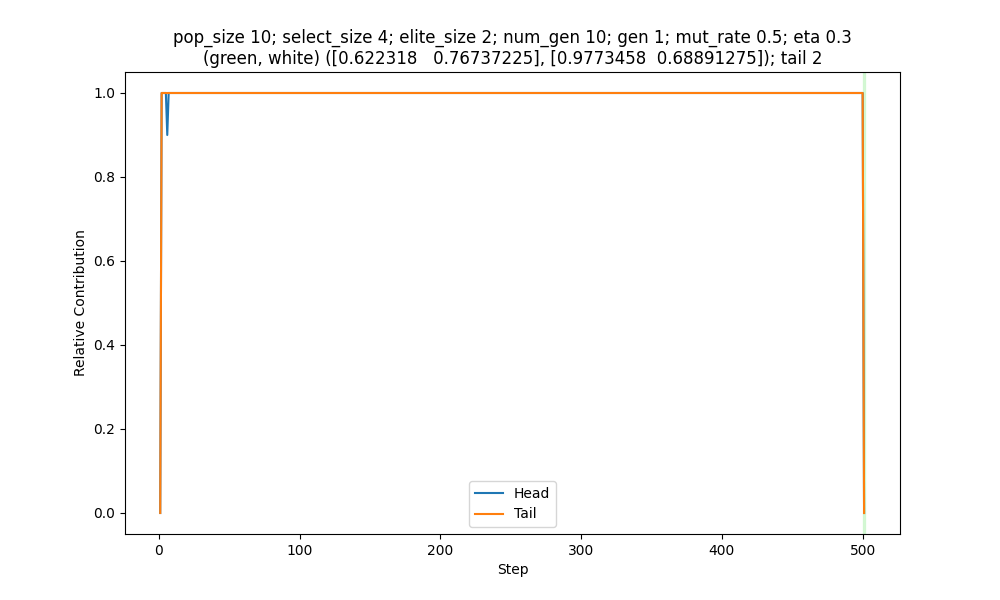 pop_size 10; select_size 4; elite_size 2; num_gen 10; gen 1; mut_rate 0.5; eta 0.3
(green, white) ([0.622318   0.76737225], [0.9773458  0.68891275]); tail 2
1.0
0.8
0.6
0.4
0.2
0.0
Relative Contribution
Head
Tail
0
100
200
300
400
500
Step